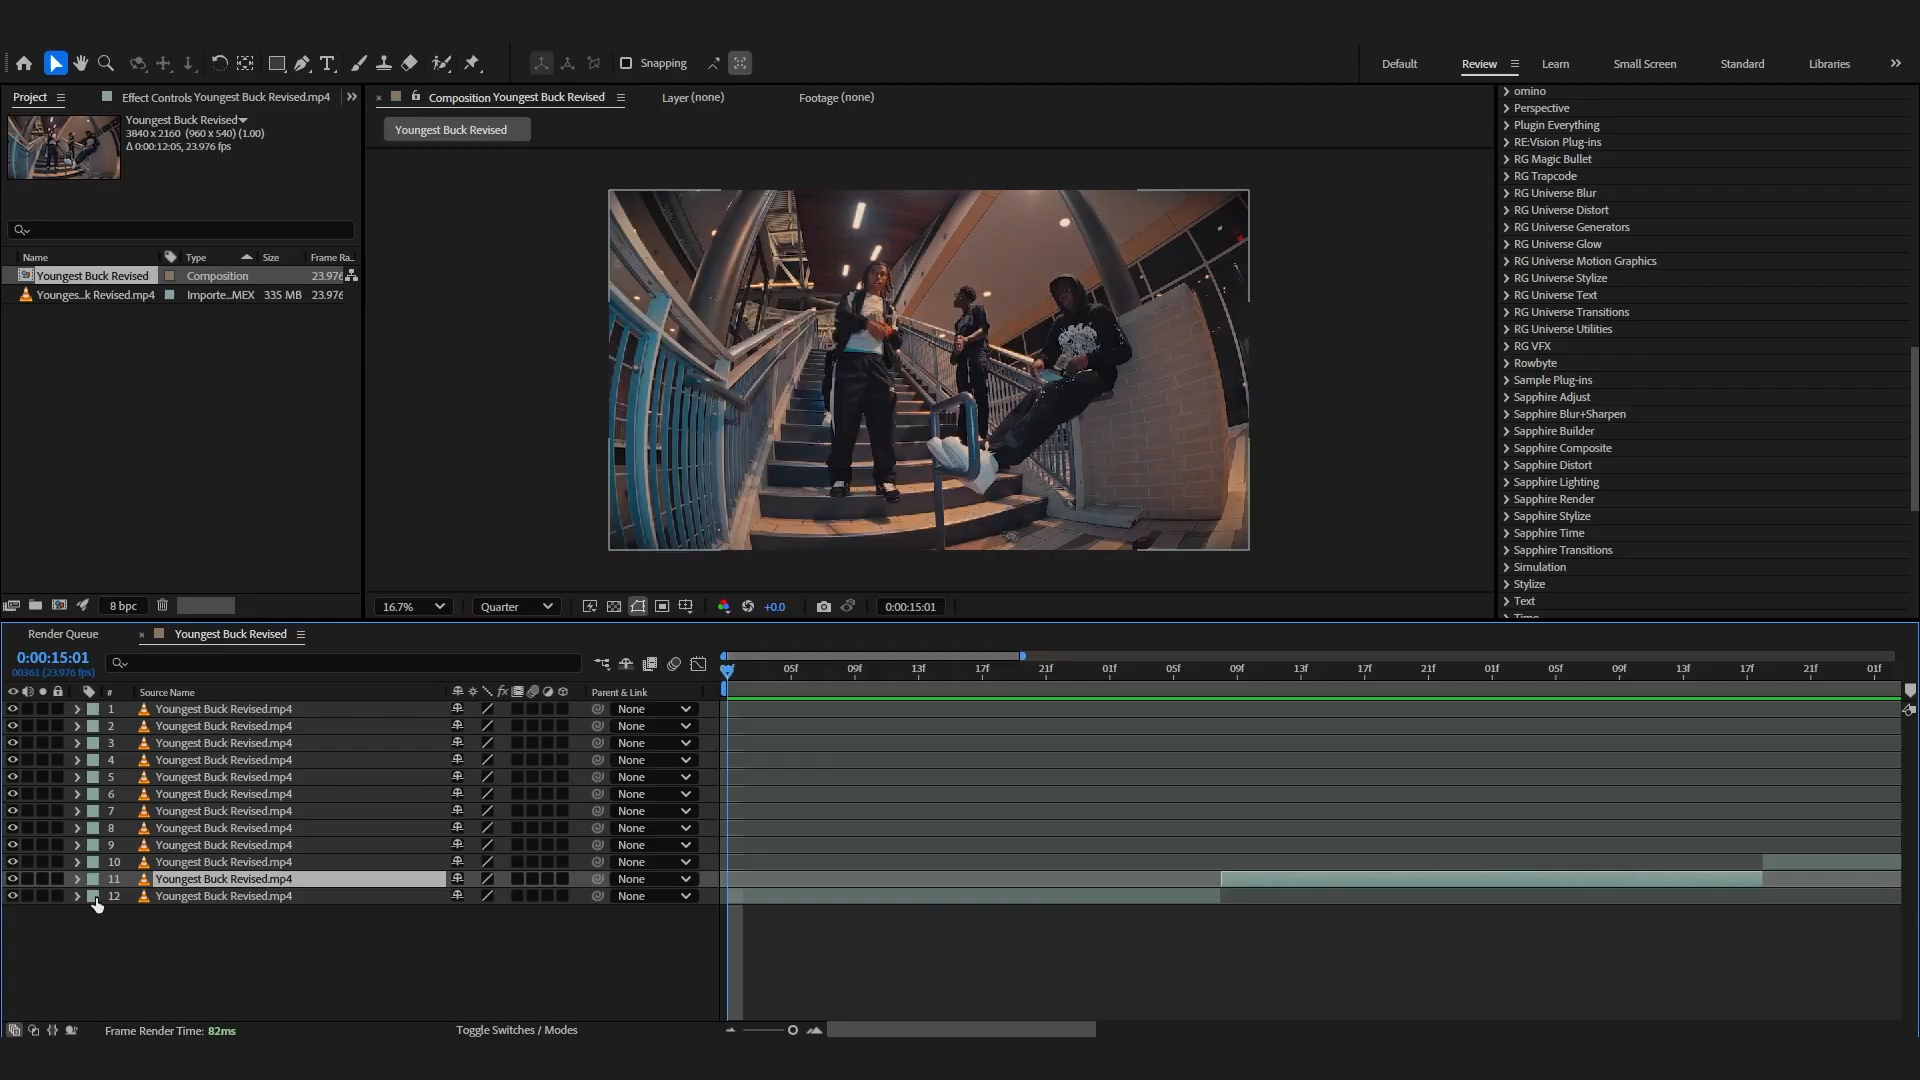 Snapping
Default
Review
Learn
Small Screen
Standard
Libraries
Project
Effect Controls Youngest Buck Revised.mp4
Composition Youngest Buck Revised
Layer (none)
Footage (none)
Youngest Buck Revised
3840 x 2160 (960 x 540) (1.00)
Δ 0:00:12:05, 23.976 fps
Youngest Buck Revised
Name
Type
Size
Frame Ra...
Youngest Buck Revised
Composition
23.976
Younges...k Revised.mp4
Importe...MEX
335 MB
23.976
8 bpc
16.7%
Quarter
+0.0
0:00:15:01
omino
Perspective
Plugin Everything
RE:Vision Plug-ins
RG Magic Bullet
RG Trapcode
RG Universe Blur
RG Universe Distort
RG Universe Generators
RG Universe Glow
RG Universe Motion Graphics
RG Universe Stylize
RG Universe Text
RG Universe Transitions
RG Universe Utilities
RG VFX
Rowbyte
Sample Plug-ins
Sapphire Adjust
Sapphire Blur+Sharpen
Sapphire Builder
Sapphire Composite
Sapphire Distort
Sapphire Lighting
Sapphire Render
Sapphire Stylize
Sapphire Time
Sapphire Transitions
Simulation
Stylize
Text
Time
Render Queue
Youngest Buck Revised
0:00:15:01
00361 (23.976 fps)
05f 09f 13f 17f 21f 01f 05f 09f 13f 17f 21f 01f 05f 09f 13f 17f 21f 01f
# Source Name
fx
Parent & Link
1 Youngest Buck Revised.mp4 None
2 Youngest Buck Revised.mp4 None
3 Youngest Buck Revised.mp4 None
4 Youngest Buck Revised.mp4 None
5 Youngest Buck Revised.mp4 None
6 Youngest Buck Revised.mp4 None
7 Youngest Buck Revised.mp4 None
8 Youngest Buck Revised.mp4 None
9 Youngest Buck Revised.mp4 None
10 Youngest Buck Revised.mp4 None
11 Youngest Buck Revised.mp4 None
12 Youngest Buck Revised.mp4 None
Frame Render Time: 82ms
Toggle Switches / Modes